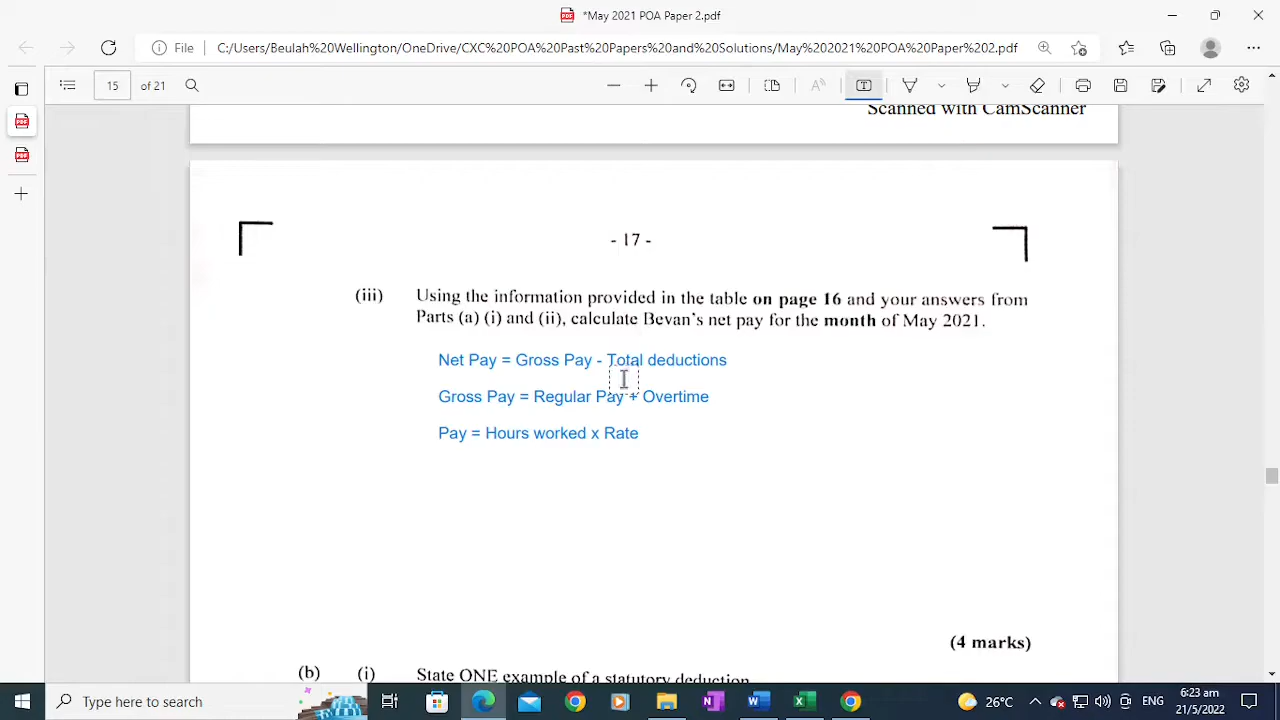 *May 2021 POA Paper 2.pdf
File C:/Users/Beulah%20Wellington/OneDrive/CXC%20POA%20Past%20Papers%20and%20Solutions/May%202021%20POA%20Paper%202.pdf
15 of 21
Scanned with CamScanner
- 17 -
(iii) Using the information provided in the table on page 16 and your answers from
Parts (a) (i) and (ii), calculate Bevan's net pay for the month of May 2021.
Net Pay = Gross Pay - Total deductions
Gross Pay = Regular Pay + Overtime
Pay = Hours worked x Rate
(4 marks)
(b) (i) State ONE example of a statutory deduction
Type here to search
26°C
ENG
6:23 am
21/5/2022